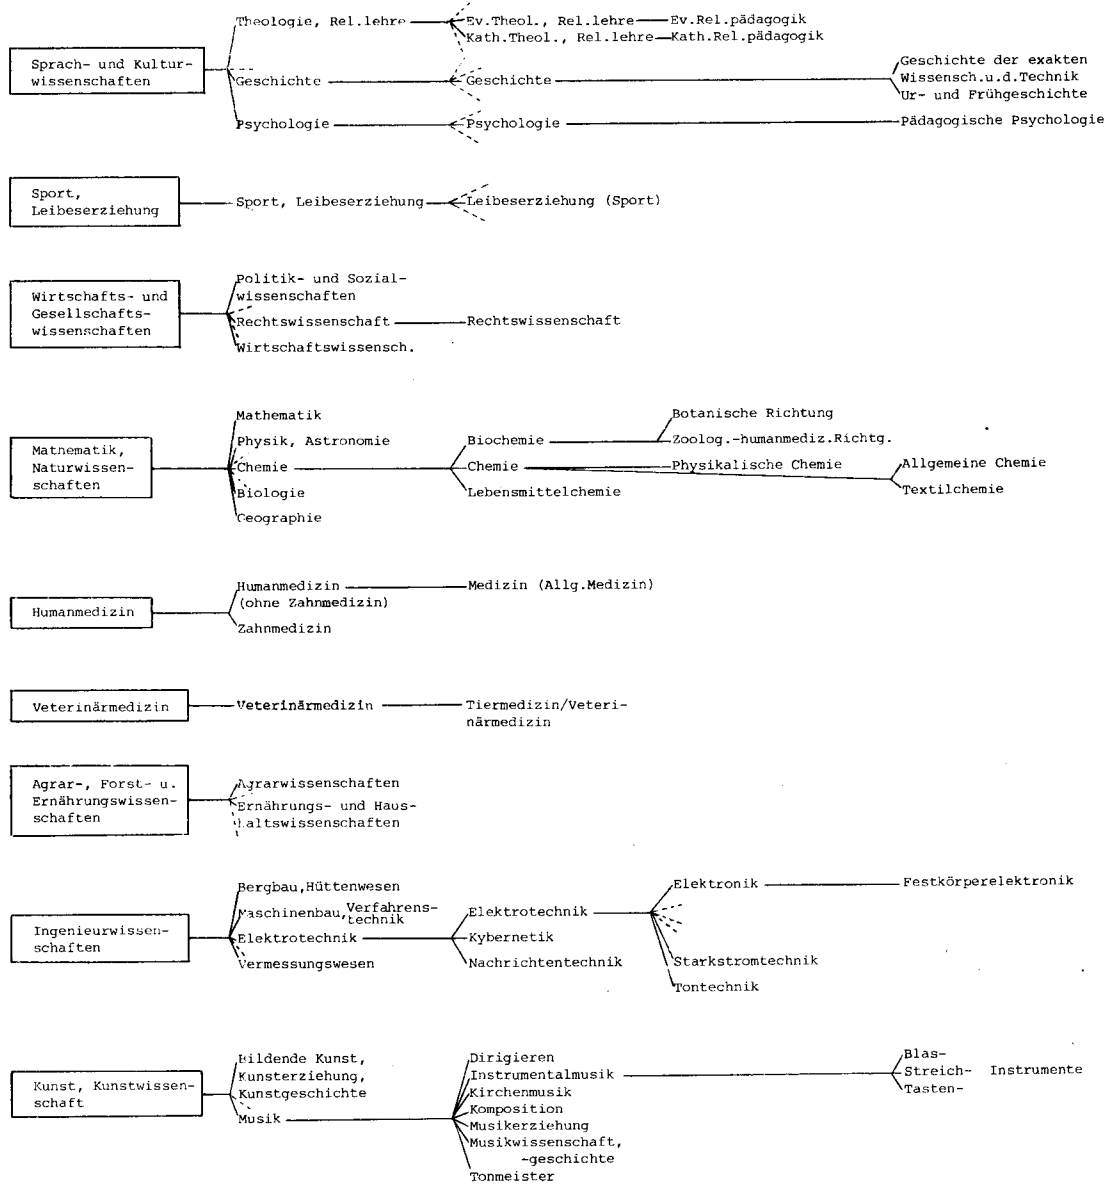 Theologie, Rel.lehre Ev.Theol., Rel.lehre Ev.Rel.pädagogik
Kath.Theol., Rel.lehre Kath.Rel.pädagogik
Sprach- und Kultur-
wissenschaften
Geschichte Geschichte
Geschichte der exakten
Wissensch.u.d.Technik
Ur- und Frühgeschichte
Psychologie Psychologie Pädagogische Psychologie
Sport,
Leibeserziehung
Sport, Leibeserziehung Leibeserziehung (Sport)
Wirtschafts- und
Gesellschafts-
wissenschaften
Politik- und Sozial-
wissenschaften
Rechtswissenschaft Rechtswissenschaft
Wirtschaftswissensch.
Mathematik,
Naturwissen-
schaften
Mathematik
Physik, Astronomie
Chemie
Biologie
Geographie
Biochemie
Chemie
Lebensmittelchemie
Botanische Richtung
Zoolog.-humanmediz.Richtg.
Physikalische Chemie
Allgemeine Chemie
Textilchemie
Humanmedizin
Humanmedizin
(ohne Zahnmedizin)
Zahnmedizin
Medizin (Allg.Medizin)
Veterinärmedizin
Veterinärmedizin
Tiermedizin/Veteri-
närmedizin
Agrar-, Forst- u.
Ernährungswissen-
schaften
Agrarwissenschaften
Ernährungs- und Haus-
haltswissenschaften
Ingenieurwissen-
schaften
Bergbau,Hüttenwesen
Maschinenbau,Verfahrens-
technik
Elektrotechnik
Vermessungswesen
Elektrotechnik
Kybernetik
Nachrichtentechnik
Elektronik
Starkstromtechnik
Tontechnik
Festkörperelektronik
Kunst, Kunstwissen-
schaft
Bildende Kunst,
Kunsterziehung,
Kunstgeschichte
Musik
Dirigieren
Instrumentalmusik
Kirchenmusik
Komposition
Musikerziehung
Musikwissenschaft,
-geschichte
Tonmeister
Blas-
Streich- Instrumente
Tasten-